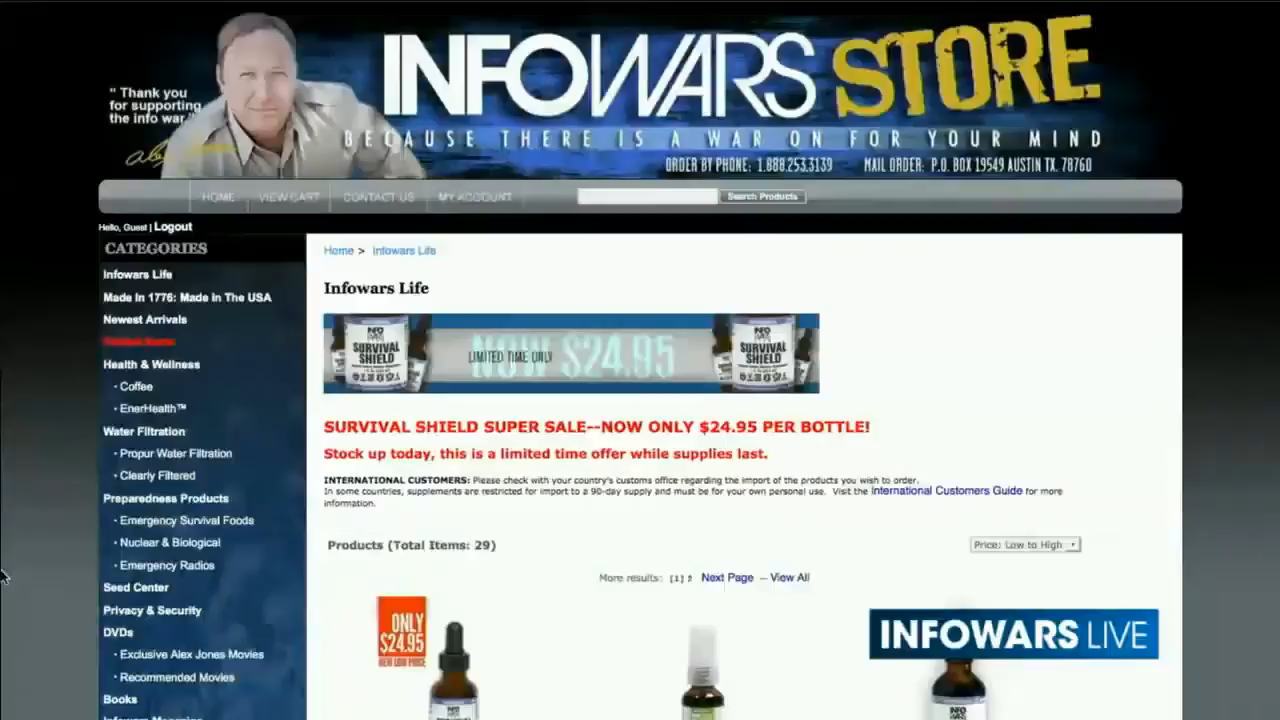 INFOWARS STORE
BECAUSE THERE IS A WAR ON FOR YOUR MIND
" Thank you
for supporting
the info war."
ORDER BY PHONE: 1.888.253.3139 MAIL ORDER: P.O. BOX 19549 AUSTIN TX. 78760
HOME VIEW CART CONTACT US MY ACCOUNT Search Products
Hello, Guest | Logout
CATEGORIES
Infowars Life
Made In 1776: Made In The USA
Newest Arrivals
Health & Wellness
· Coffee
· EnerHealth™
Water Filtration
· Propur Water Filtration
· Clearly Filtered
Preparedness Products
· Emergency Survival Foods
· Nuclear & Biological
· Emergency Radios
Seed Center
Privacy & Security
DVDs
· Exclusive Alex Jones Movies
· Recommended Movies
Books
Home > Infowars Life
Infowars Life
SURVIVAL
SHIELD
LIMITED TIME ONLY
NOW $24.95
SURVIVAL
SHIELD
SURVIVAL SHIELD SUPER SALE--NOW ONLY $24.95 PER BOTTLE!
Stock up today, this is a limited time offer while supplies last.
INTERNATIONAL CUSTOMERS: Please check with your country's customs office regarding the import of the products you wish to order.
In some countries, supplements are restricted for import to a 90-day supply and must be for your own personal use. Visit the International Customers Guide for more
information.
Products (Total Items: 29)
Price: Low to High
More results: [1] 2 Next Page -- View All
ONLY
$24.95
NEW LOW PRICE
INFOWARS LIVE
INFO